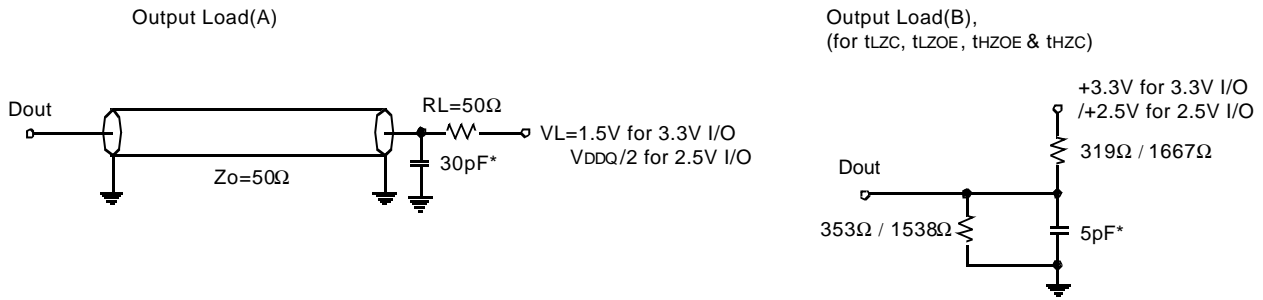 Output Load(A)
Dout
Zo=50Ω
RL=50Ω
30pF*
VL=1.5V for 3.3V I/O
VDDQ/2 for 2.5V I/O
Output Load(B),
(for tLZC, tLZOE, tHZOE & tHZC)
+3.3V for 3.3V I/O
/+2.5V for 2.5V I/O
319Ω / 1667Ω
Dout
353Ω / 1538Ω
5pF*